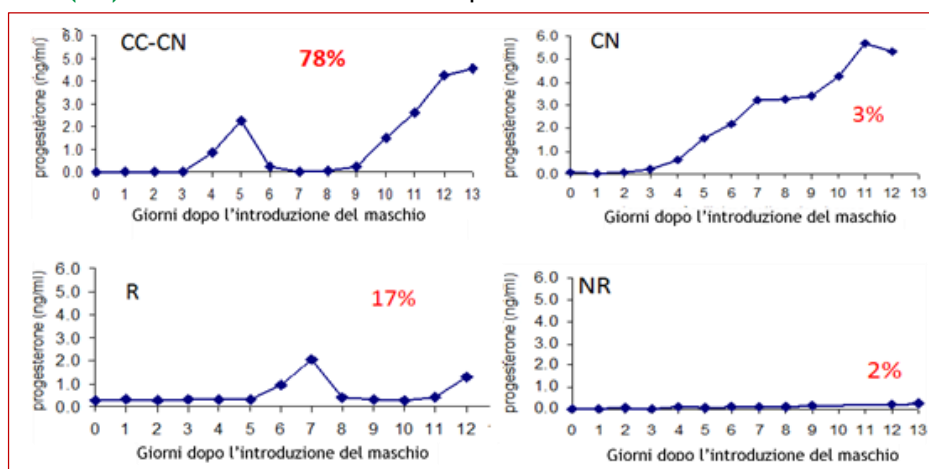 progesterone (ng/ml)
6.0
5.0
4.0
3.0
2.0
1.0
0.0
CC-CN
78%
0 1 2 3 4 5 6 7 8 9 10 11 12 13
Giorni dopo l'introduzione del maschio
progesterone (ng/ml)
6.0
5.0
4.0
3.0
2.0
1.0
0.0
CN
3%
0 1 2 3 4 5 6 7 8 9 10 11 12 13
Giorni dopo l'introduzione del maschio
progesterone (ng/ml)
6.0
5.0
4.0
3.0
2.0
1.0
0.0
R
17%
0 1 2 3 4 5 6 7 8 9 10 11 12
Giorni dopo l'introduzione del maschio
progesterone (ng/ml)
6.0
5.0
4.0
3.0
2.0
1.0
0.0
NR
2%
0 1 2 3 4 5 6 7 8 9 10 11 12 13
Giorni dopo l'introduzione del maschio